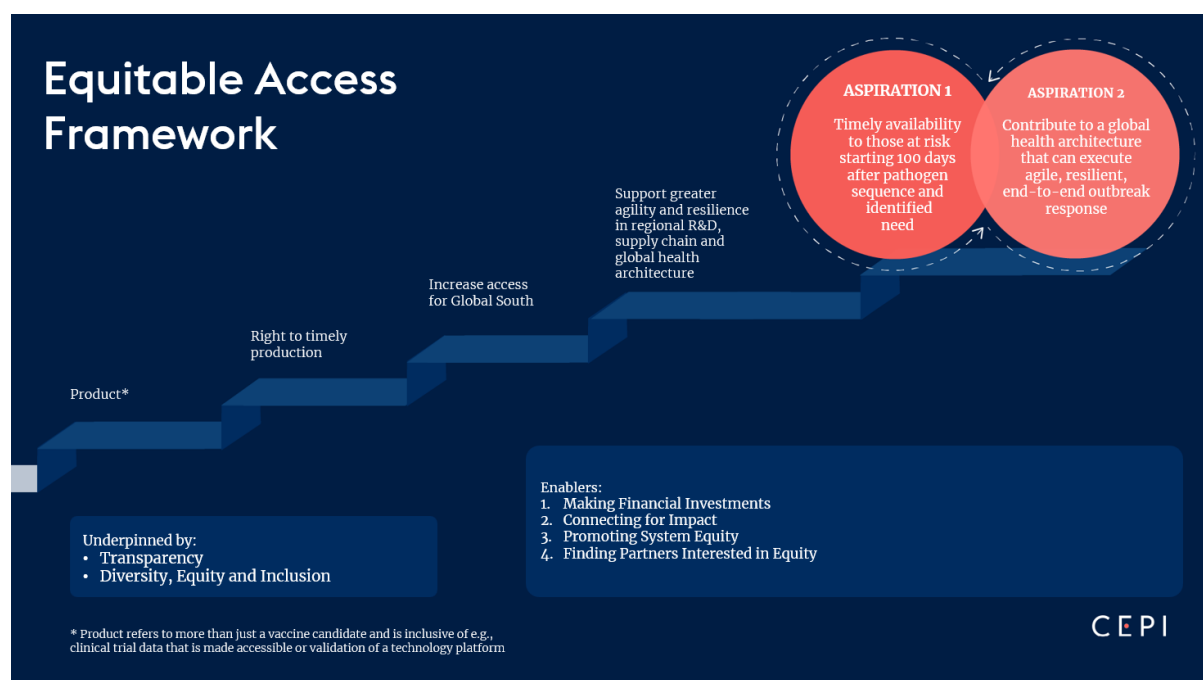 Equitable Access
Framework
ASPIRATION 1
Timely availability
to those at risk
starting 100 days
after pathogen
sequence and
identified
need
ASPIRATION 2
Contribute to a global
health architecture
that can execute
agile, resilient,
end-to-end outbreak
response
Support greater
agility and resilience
in regional R&D,
supply chain and
global health
architecture
Increase access
for Global South
Right to timely
production
Product*
Underpinned by:
• Transparency
• Diversity, Equity and Inclusion
Enablers:
1. Making Financial Investments
2. Connecting for Impact
3. Promoting System Equity
4. Finding Partners Interested in Equity
* Product refers to more than just a vaccine candidate and is inclusive of e.g.,
clinical trial data that is made accessible or validation of a technology platform
CEPI